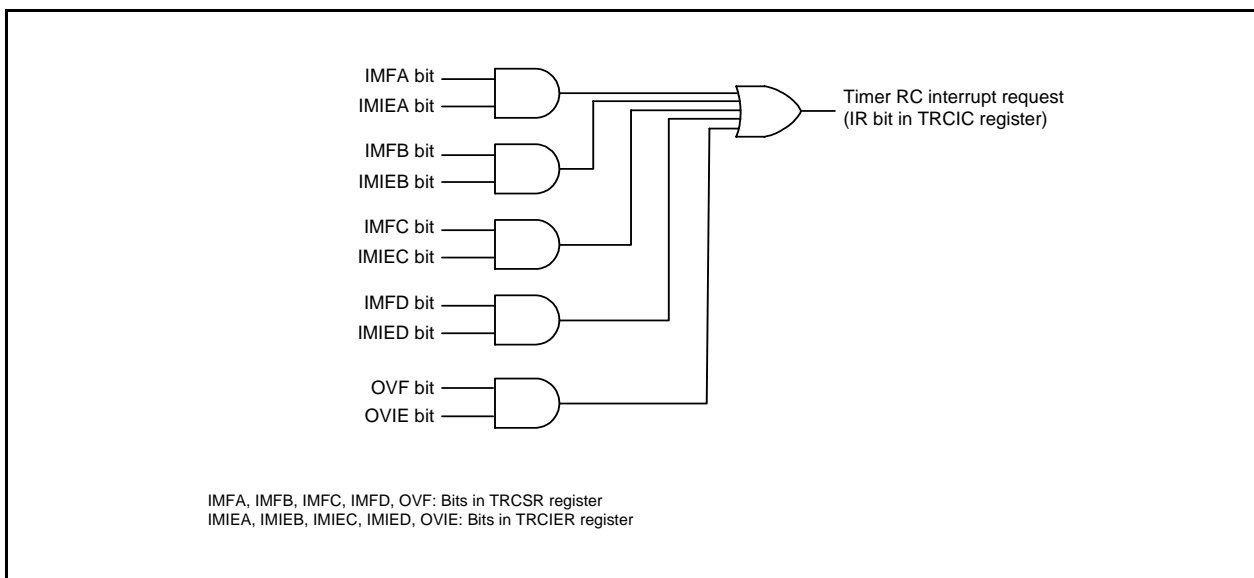 IMFA bit
IMIEA bit
Timer RC interrupt request
(IR bit in TRCIC register)
IMFB bit
IMIEB bit
IMFC bit
IMIEC bit
IMFD bit
IMIED bit
OVF bit
OVIE bit
IMFA, IMFB, IMFC, IMFD, OVF: Bits in TRCSR register
IMIEA, IMIEB, IMIEC, IMIED, OVIE: Bits in TRCIER register